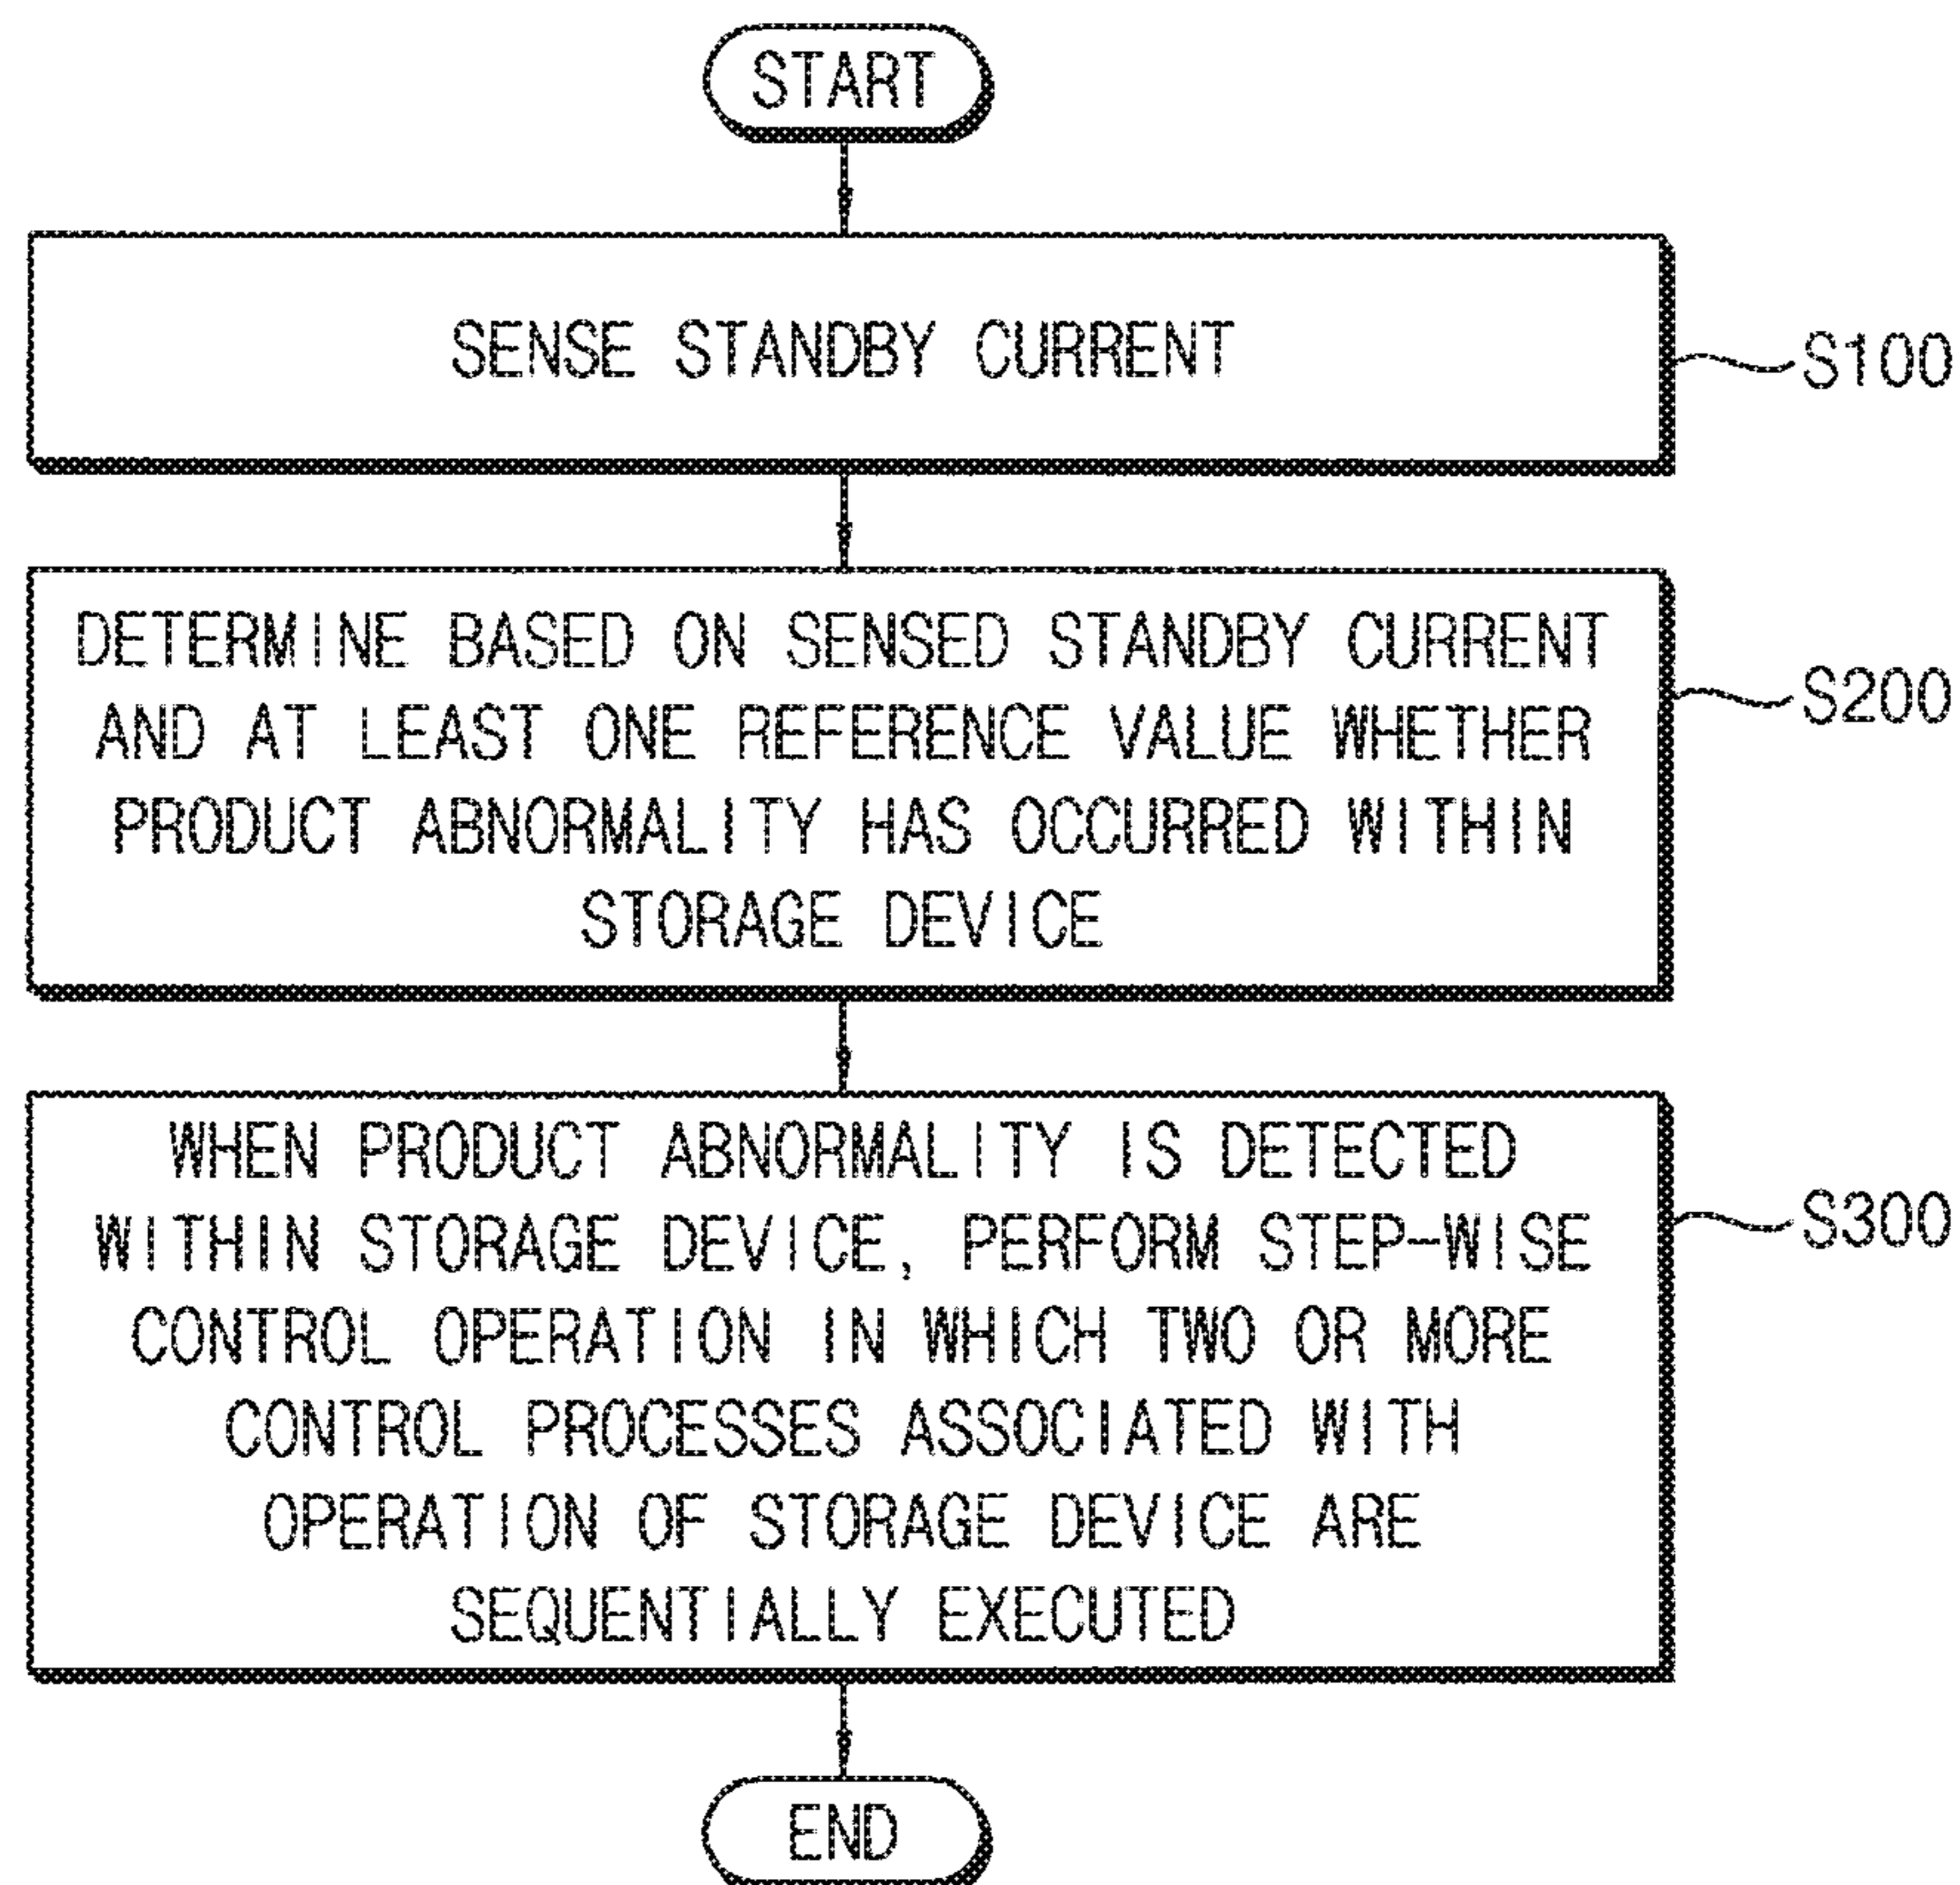 START
SENSE STANDBY CURRENT
S100
DETERMINE BASED ON SENSED STANDBY CURRENT
AND AT LEAST ONE REFERENCE VALUE WHETHER
PRODUCT ABNORMALITY HAS OCCURRED WITHIN
STORAGE DEVICE
S200
WHEN PRODUCT ABNORMALITY IS DETECTED
WITHIN STORAGE DEVICE, PERFORM STEP-WISE
CONTROL OPERATION IN WHICH TWO OR MORE
CONTROL PROCESSES ASSOCIATED WITH
OPERATION OF STORAGE DEVICE ARE
SEQUENTIALLY EXECUTED
S300
END